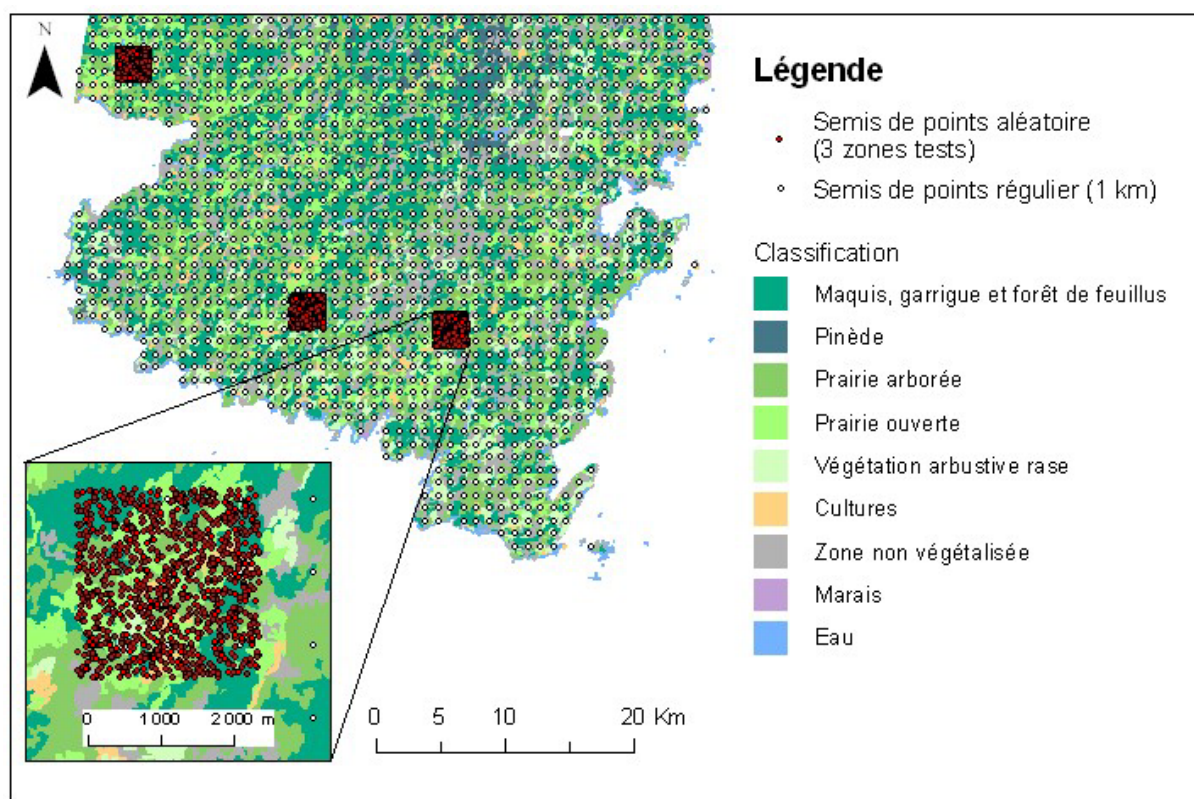 N
Légende
Semis de points aléatoire
(3 zones tests)
Semis de points régulier (1 km)
Classification
Maquis, garrigue et forêt de feuillus
Pinède
Prairie arborée
Prairie ouverte
Végétation arbustive rase
Cultures
Zone non végétalisée
Marais
Eau
0 1 000 2 000 m
0 5 10 20 Km